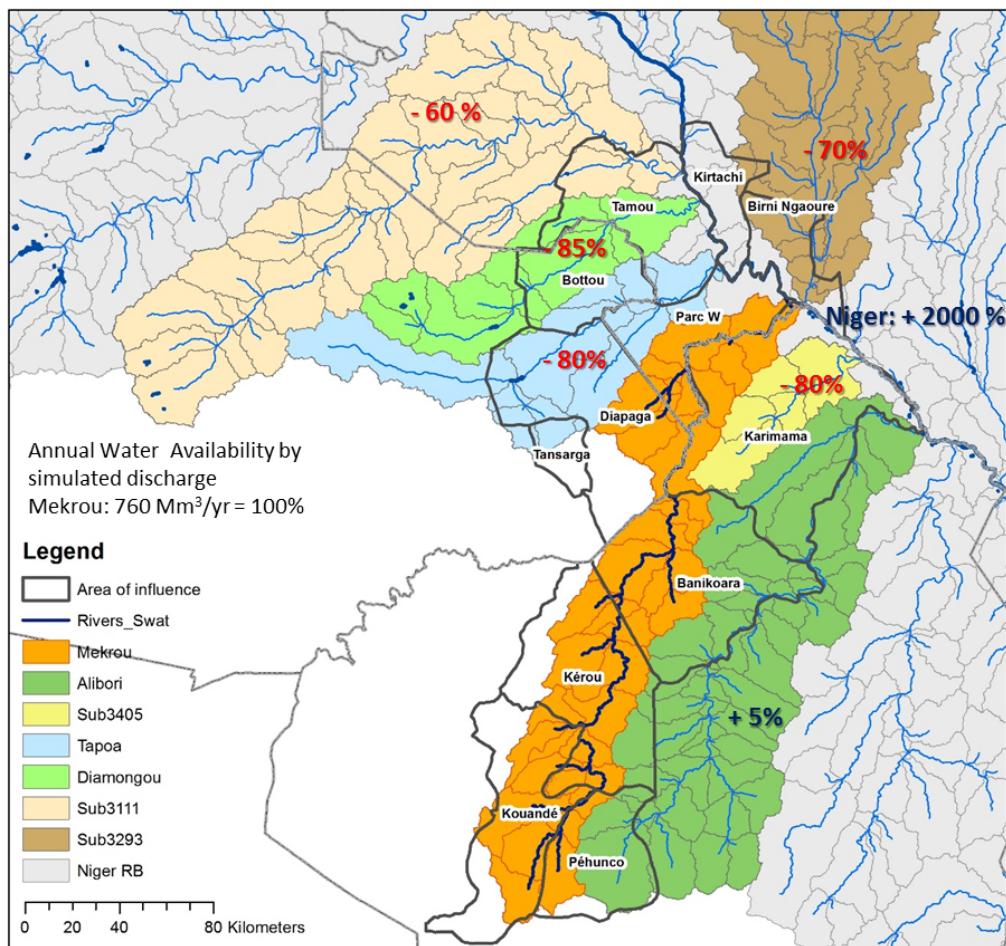 - 60 %
- 70%
Kirtachi
Birni Ngaoure
Tamou
85%
Bottou
Niger: + 2000 %
Parc W
- 80%
- 80%
Diapaga
Karimama
Tansarga
Annual Water Availability by
simulated discharge
Mekrou: 760 Mm³/yr = 100%
Banikoara
Kérou
+ 5%
Kouandé
Péhunco
Legend
Area of influence
Rivers_Swat
Mekrou
Alibori
Sub3405
Tapoa
Diamongou
Sub3111
Sub3293
Niger RB
0 20 40 80 Kilometers